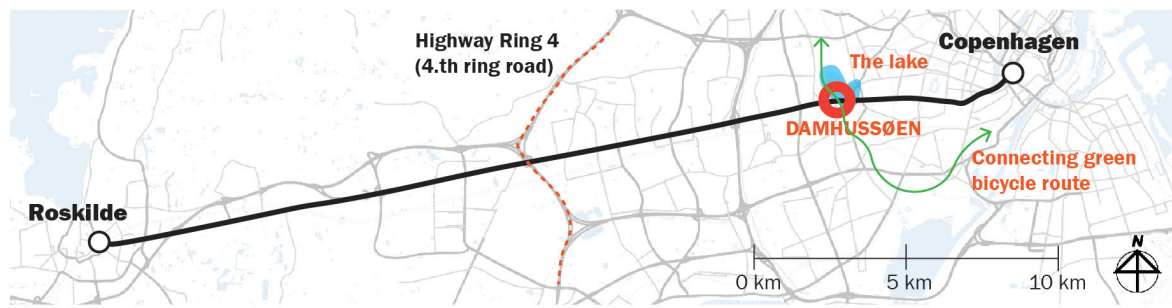 Highway Ring 4
(4.th ring road)
Copenhagen
The lake
DAMHUSSØEN
Connecting green
bicycle route
Roskilde
N
0 km
5 km
10 km